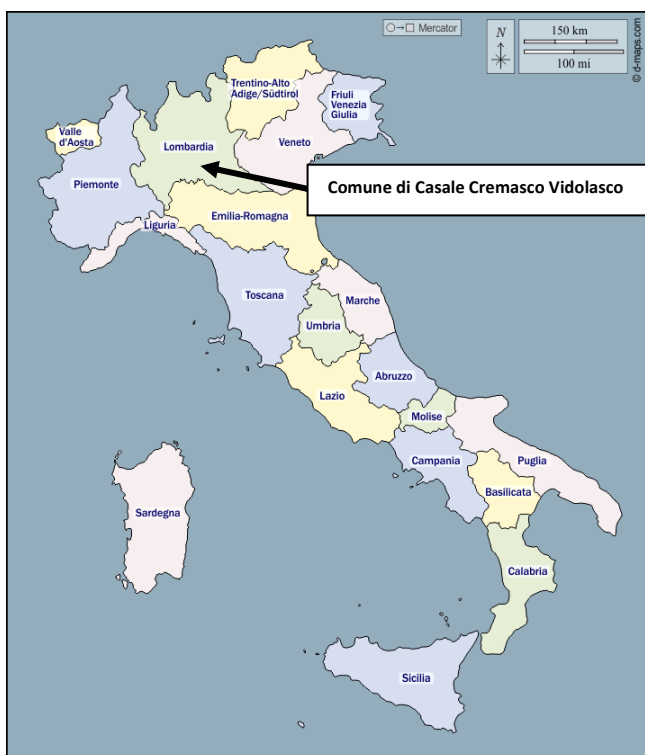 Mercator
N
150 km
100 mi
© d-maps.com
Trentino-Alto
Adige/Südtirol
Friuli
Venezia
Giulia
Valle
d'Aosta
Lombardia
Veneto
Piemonte
Comune di Casale Cremasco Vidolasco
Emilia-Romagna
Liguria
Toscana
Marche
Umbria
Abruzzo
Lazio
Molise
Campania
Puglia
Basilicata
Sardegna
Calabria
Sicilia